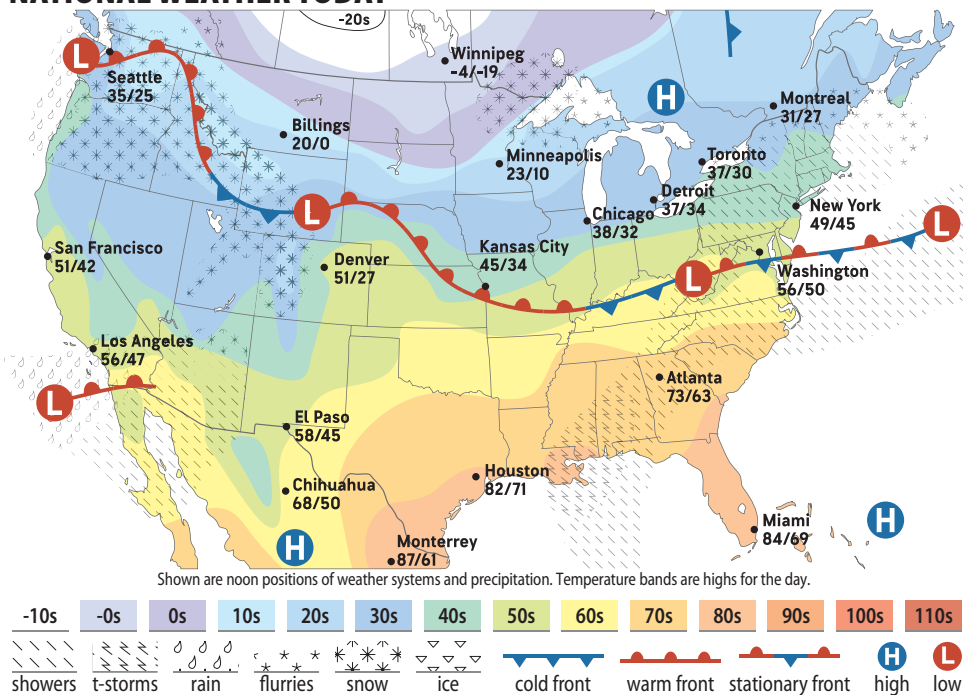 NATIONAL WEATHER TODAY
-20s
L
Seattle
35/25
Winnipeg
-4/-19
H
Billings
20/0
Montreal
31/27
Minneapolis
23/10
Toronto
37/30
Detroit
37/34
L
Chicago
38/32
New York
49/45
L
San Francisco
51/42
Denver
51/27
Kansas City
45/34
L
Washington
56/50
Los Angeles
56/47
Atlanta
73/63
L
El Paso
58/45
Houston
82/71
Chihuahua
68/50
H
Monterrey
87/61
Miami
84/69
H
Shown are noon positions of weather systems and precipitation. Temperature bands are highs for the day.
-10s -0s 0s 10s 20s 30s 40s 50s 60s 70s 80s 90s 100s 110s
H L
showers t-storms rain flurries snow ice cold front warm front stationary front high low